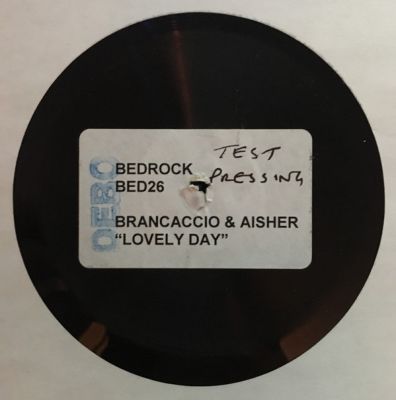 BEDROCK
BED26
TEST
PRESSING
BRANCACCIO & AISHER
"LOVELY DAY"